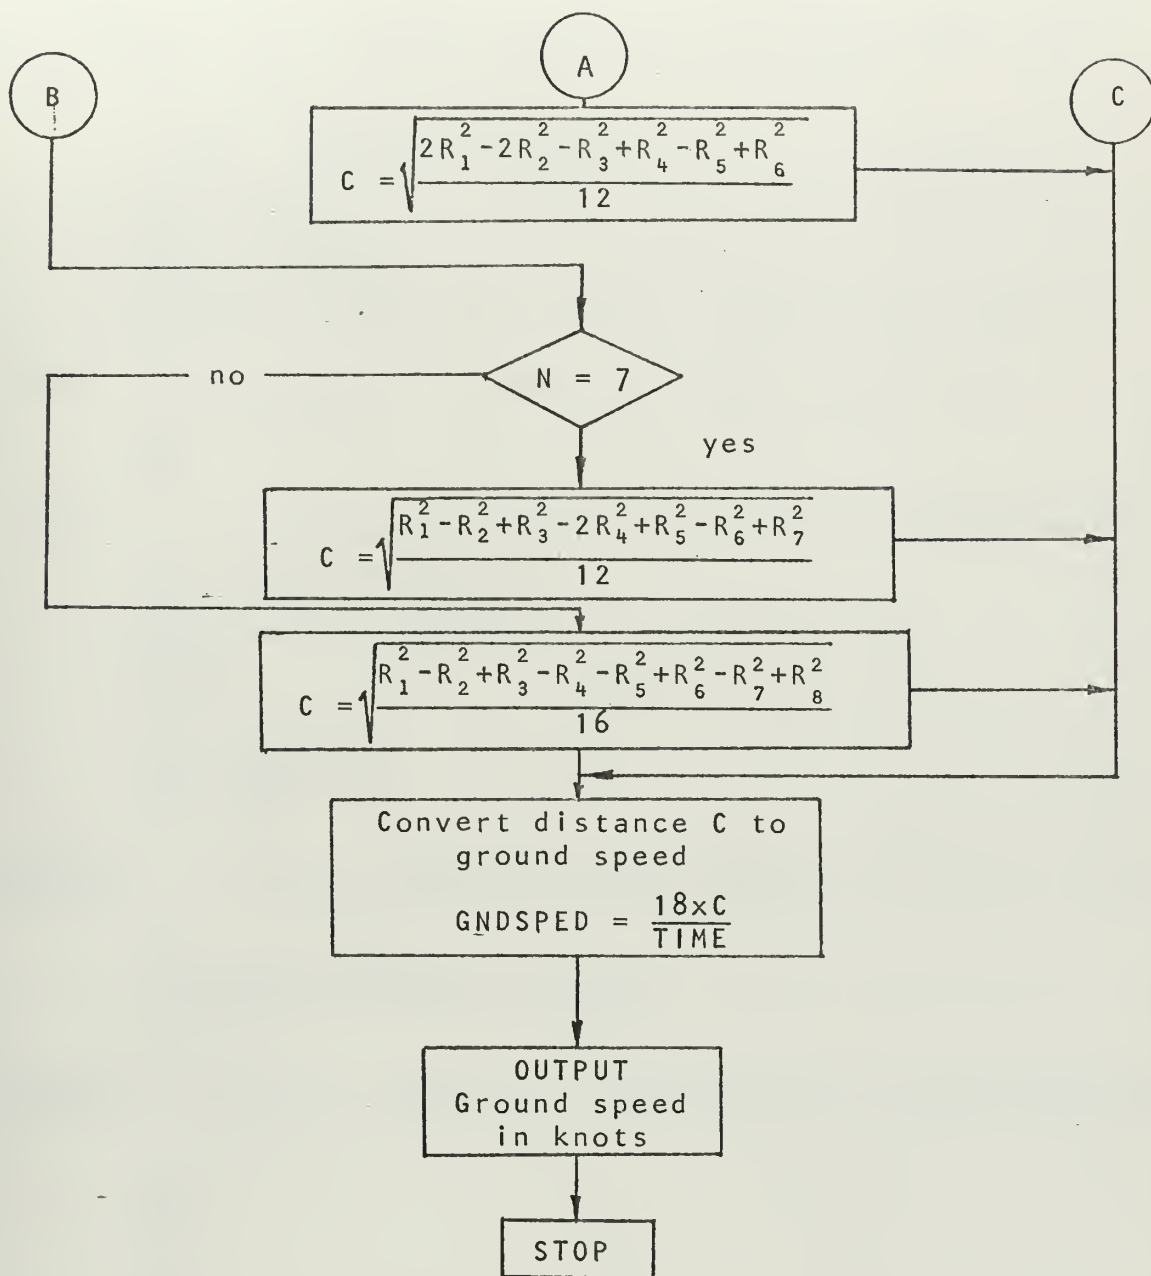 B
A
C
C = √((2R₁² - 2R₂² - R₃² + R₄² - R₅² + R₆²)/12)
N = 7
no
yes
C = √((R₁² - R₂² + R₃² - 2R₄² + R₅² - R₆² + R₇²)/12)
C = √((R₁² - R₂² + R₃² - R₄² - R₅² + R₆² - R₇² + R₈²)/16)
Convert distance C to
ground speed
GNDSPED = 18xC/TIME
OUTPUT
Ground speed
in knots
STOP